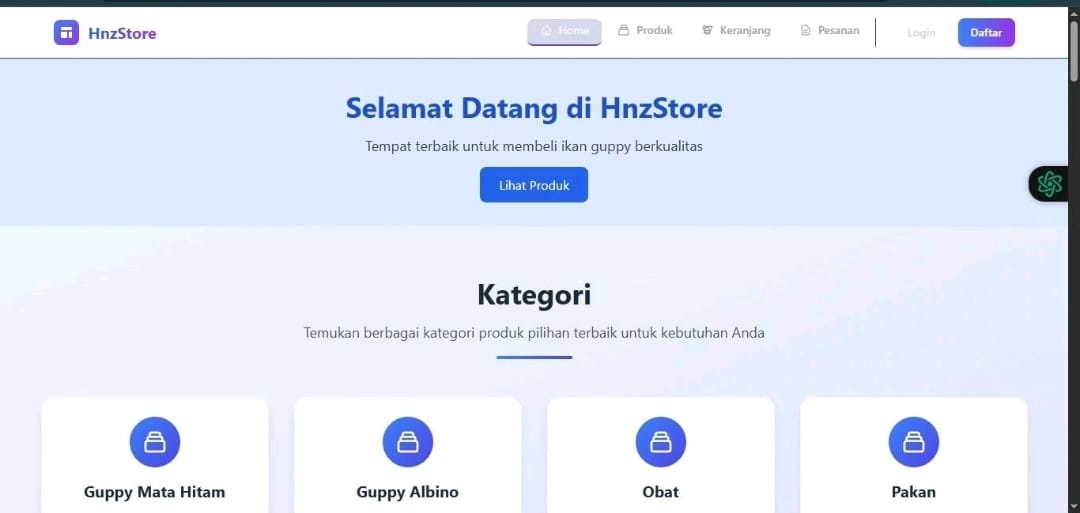 HnzStore
Home Produk Keranjang Pesanan Login Daftar
Selamat Datang di HnzStore
Tempat terbaik untuk membeli ikan guppy berkualitas
Lihat Produk
Kategori
Temukan berbagai kategori produk pilihan terbaik untuk kebutuhan Anda
Guppy Mata Hitam
Guppy Albino
Obat
Pakan